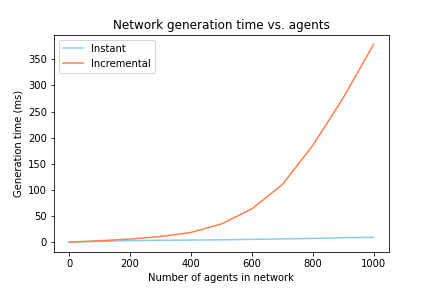 Network generation time vs. agents
Instant
Incremental
Generation time (ms)
350
300
250
200
150
100
50
0
0 200 400 600 800 1000
Number of agents in network